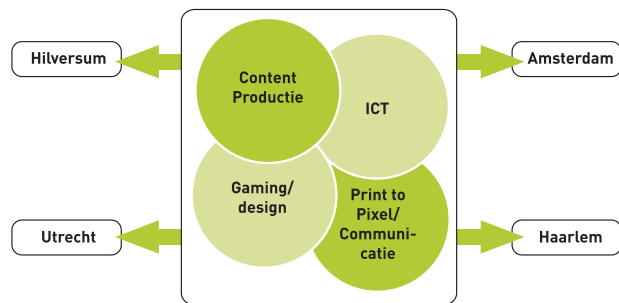 Hilversum
Content
Productie
ICT
Amsterdam
Gaming/
design
Print to
Pixel/
Communi-
catie
Utrecht
Haarlem